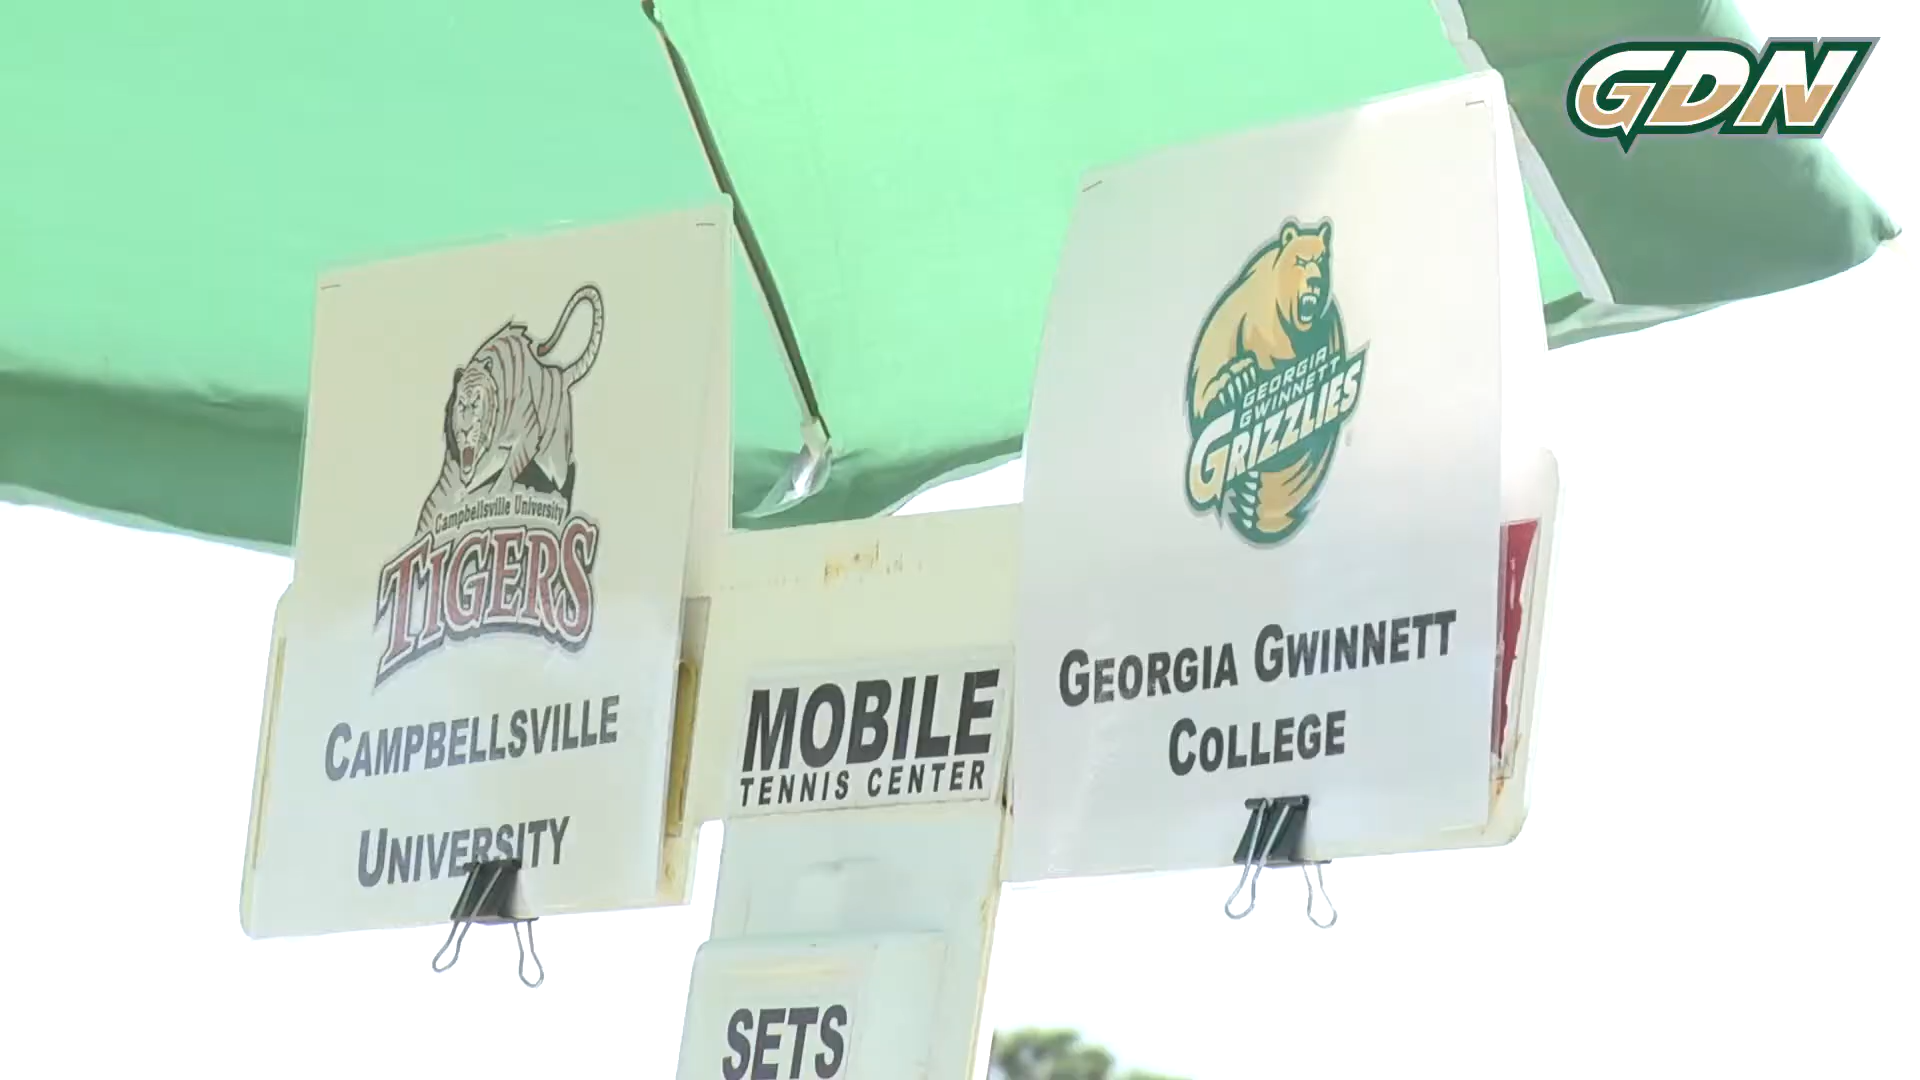 GDN
Campbellsville University
TIGERS
CAMPBELLSVILLE
UNIVERSITY
MOBILE
TENNIS CENTER
SETS
GEORGIA
GWINNETT
GRIZZLIES
GEORGIA GWINNETT
COLLEGE